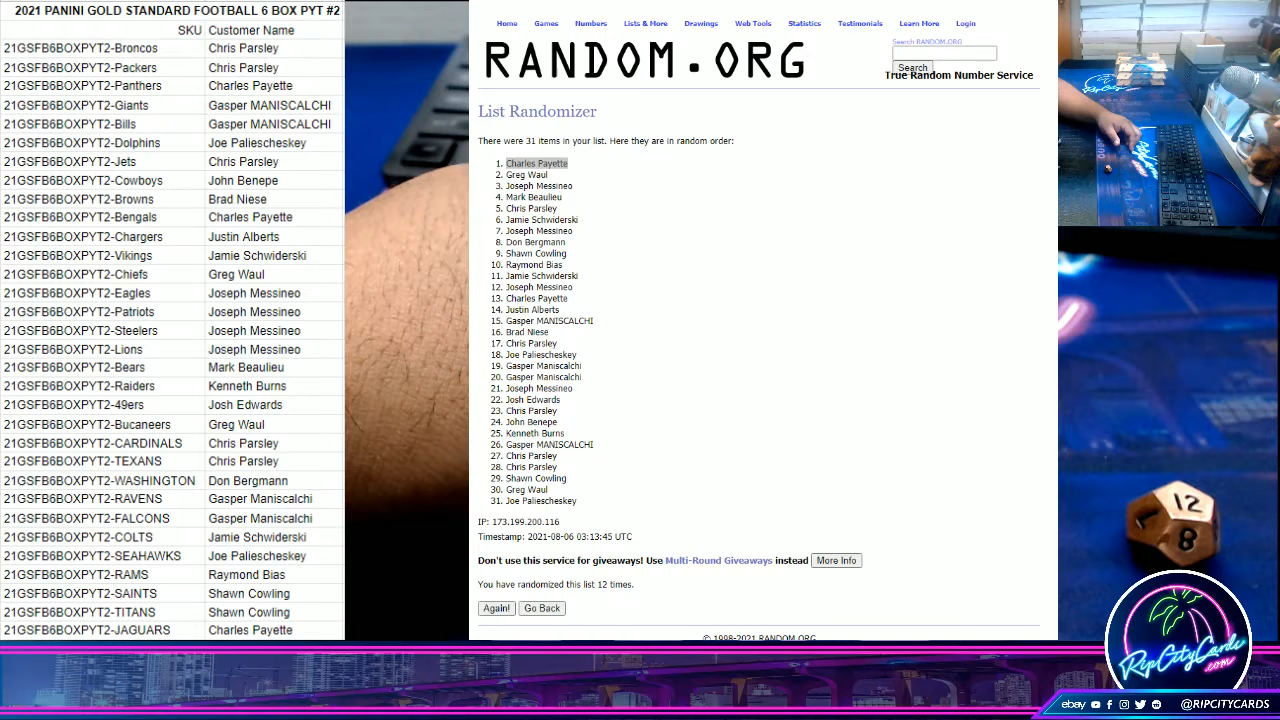 2021 PANINI GOLD STANDARD FOOTBALL 6 BOX PYT #2
SKU Customer Name
21GSFB6BOXPYT2-Broncos Chris Parsley
21GSFB6BOXPYT2-Packers Chris Parsley
21GSFB6BOXPYT2-Panthers Charles Payette
21GSFB6BOXPYT2-Giants Gasper MANISCALCHI
21GSFB6BOXPYT2-Bills Gasper MANISCALCHI
21GSFB6BOXPYT2-Dolphins Joe Paliescheskey
21GSFB6BOXPYT2-Jets Chris Parsley
21GSFB6BOXPYT2-Cowboys John Benepe
21GSFB6BOXPYT2-Browns Brad Niese
21GSFB6BOXPYT2-Bengals Charles Payette
21GSFB6BOXPYT2-Chargers Justin Alberts
21GSFB6BOXPYT2-Vikings Jamie Schwiderski
21GSFB6BOXPYT2-Chiefs Greg Waul
21GSFB6BOXPYT2-Eagles Joseph Messineo
21GSFB6BOXPYT2-Patriots Joseph Messineo
21GSFB6BOXPYT2-Steelers Joseph Messineo
21GSFB6BOXPYT2-Lions Joseph Messineo
21GSFB6BOXPYT2-Bears Mark Beaulieu
21GSFB6BOXPYT2-Raiders Kenneth Burns
21GSFB6BOXPYT2-49ers Josh Edwards
21GSFB6BOXPYT2-Bucaneers Greg Waul
21GSFB6BOXPYT2-CARDINALS Chris Parsley
21GSFB6BOXPYT2-TEXANS Chris Parsley
21GSFB6BOXPYT2-WASHINGTON Don Bergmann
21GSFB6BOXPYT2-RAVENS Gasper Maniscalchi
21GSFB6BOXPYT2-FALCONS Gasper Maniscalchi
21GSFB6BOXPYT2-COLTS Jamie Schwiderski
21GSFB6BOXPYT2-SEAHAWKS Joe Paliescheskey
21GSFB6BOXPYT2-RAMS Raymond Bias
21GSFB6BOXPYT2-SAINTS Shawn Cowling
21GSFB6BOXPYT2-TITANS Shawn Cowling
21GSFB6BOXPYT2-JAGUARS Charles Payette
Home Games Numbers Lists & More Drawings Web Tools Statistics Testimonials Learn More Login
RANDOM.ORG
Search RANDOM.ORG
Search
True Random Number Service
List Randomizer
There were 31 items in your list. Here they are in random order:
1. Charles Payette
2. Greg Waul
3. Joseph Messineo
4. Mark Beaulieu
5. Chris Parsley
6. Jamie Schwiderski
7. Joseph Messineo
8. Don Bergmann
9. Shawn Cowling
10. Raymond Bias
11. Jamie Schwiderski
12. Joseph Messineo
13. Charles Payette
14. Justin Alberts
15. Gasper MANISCALCHI
16. Brad Niese
17. Chris Parsley
18. Joe Paliescheskey
19. Gasper Maniscalchi
20. Gasper Maniscalchi
21. Joseph Messineo
22. Josh Edwards
23. Chris Parsley
24. John Benepe
25. Kenneth Burns
26. Gasper MANISCALCHI
27. Chris Parsley
28. Chris Parsley
29. Shawn Cowling
30. Greg Waul
31. Joe Paliescheskey
IP: 173.199.200.116
Timestamp: 2021-08-06 03:13:45 UTC
Don't use this service for giveaways! Use Multi-Round Giveaways instead More Info
You have randomized this list 12 times.
Again! Go Back
© 1998-2021 RANDOM.ORG
12
8
RipCityCards
.com
ebay @RIPCITYCARDS